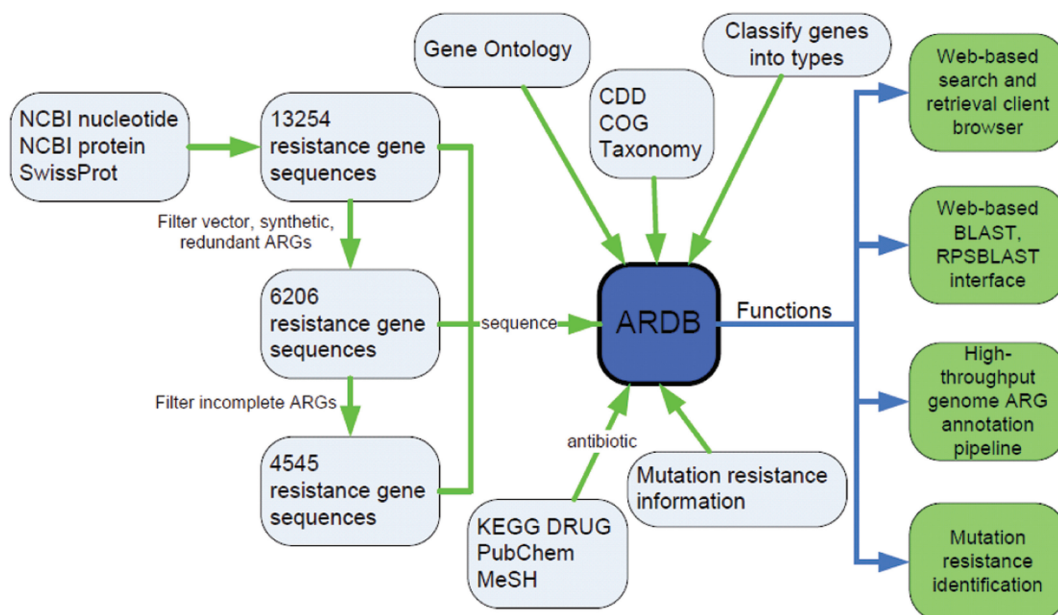 Gene Ontology
Classify genes
into types
CDD
COG
Taxonomy
NCBI nucleotide
NCBI protein
SwissProt
13254
resistance gene
sequences
Filter vector, synthetic,
redundant ARGs
6206
resistance gene
sequences
Filter incomplete ARGs
4545
resistance gene
sequences
sequence
ARDB
Functions
antibiotic
KEGG DRUG
PubChem
MeSH
Mutation resistance
information
Web-based
search and
retrieval client
browser
Web-based
BLAST,
RPSBLAST
interface
High-
throughput
genome ARG
annotation
pipeline
Mutation
resistance
identification